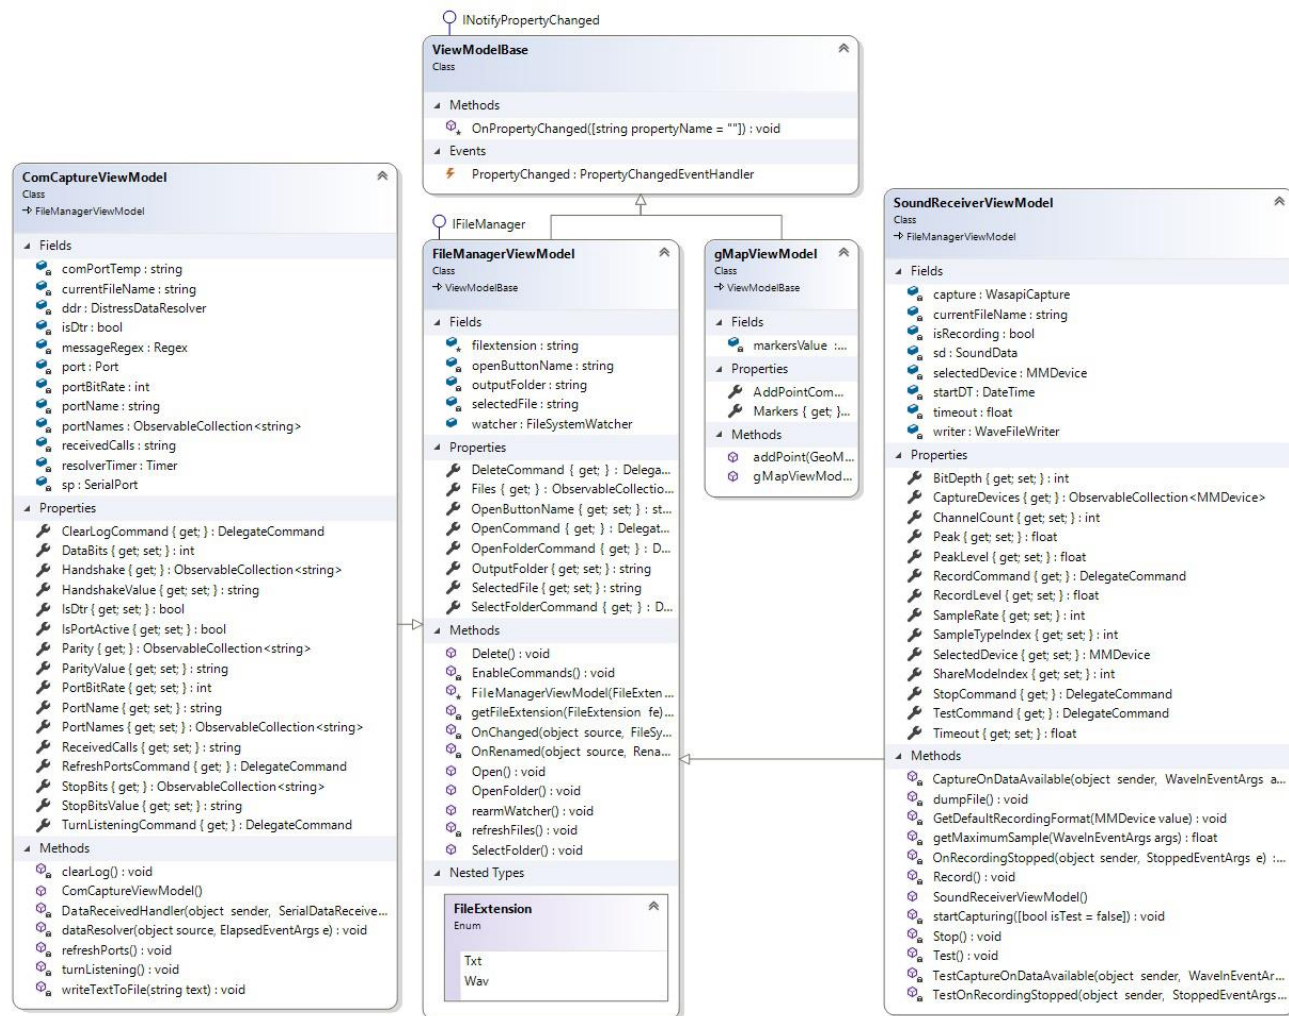 INotifyPropertyChanged
ViewModelBase
Class
Methods
OnPropertyChanged([string propertyName = ""]) : void
Events
PropertyChanged : PropertyChangedEventHandler
ComCaptureViewModel
Class
FileManagerViewModel
Fields
comPortTemp : string
currentFileName : string
ddr : DistressDataResolver
isDtr : bool
messageRegex : Regex
port : Port
portBitRate : int
portName : string
portNames : ObservableCollection<string>
receivedCalls : string
resolverTimer : Timer
sp : SerialPort
Properties
ClearLogCommand { get; } : DelegateCommand
DataBits { get; set; } : int
Handshake { get; } : ObservableCollection<string>
HandshakeValue { get; set; } : string
IsDtr { get; set; } : bool
IsPortActive { get; set; } : bool
Parity { get; } : ObservableCollection<string>
ParityValue { get; set; } : string
PortBitRate { get; set; } : int
PortName { get; set; } : string
PortNames { get; set; } : ObservableCollection<string>
ReceivedCalls { get; set; } : string
RefreshPortsCommand { get; } : DelegateCommand
StopBits { get; } : ObservableCollection<string>
StopBitsValue { get; set; } : string
TurnListeningCommand { get; } : DelegateCommand
Methods
clearLog() : void
ComCaptureViewModel()
DataReceivedHandler(object sender, SerialDataReceive...
dataResolver(object source, ElapsedEventArgs e) : void
refreshPorts() : void
turnListening() : void
writeTextToFile(string text) : void
IFileManager
FileManagerViewModel
Class
ViewModelBase
Fields
filextension : string
openButtonName : string
outputFolder : string
selectedFile : string
watcher : FileSystemWatcher
Properties
DeleteCommand { get; } : Delega...
Files { get; } : ObservableCollectio...
OpenButtonName { get; set; } : st...
OpenCommand { get; } : Delegat...
OpenFolderCommand { get; } : D...
OutputFolder { get; set; } : string
SelectedFile { get; set; } : string
SelectFolderCommand { get; } : D...
Methods
Delete() : void
EnableCommands() : void
FileManagerViewModel(FileExten...
getFileExtension(FileExtension fe)...
OnChanged(object source, FileSy...
OnRenamed(object source, Rena...
Open() : void
OpenFolder() : void
rearmWatcher() : void
refreshFiles() : void
SelectFolder() : void
Nested Types
FileExtension
Enum
Txt
Wav
gMapViewModel
Class
ViewModelBase
Fields
markersValue :...
Properties
AddPointCom...
Markers { get; }...
Methods
addPoint(GeoM...
gMapViewMod...
SoundReceiverViewModel
Class
FileManagerViewModel
Fields
capture : WasapiCapture
currentFileName : string
isRecording : bool
sd : SoundData
selectedDevice : MMDevice
startDT : DateTime
timeout : float
writer : WaveFileWriter
Properties
BitDepth { get; set; } : int
CaptureDevices { get; } : ObservableCollection<MMDevice>
ChannelCount { get; set; } : int
Peak { get; set; } : float
PeakLevel { get; set; } : float
RecordCommand { get; } : DelegateCommand
RecordLevel { get; set; } : float
SampleRate { get; set; } : int
SampleTypeIndex { get; set; } : int
SelectedDevice { get; set; } : MMDevice
ShareModeIndex { get; set; } : int
StopCommand { get; } : DelegateCommand
TestCommand { get; } : DelegateCommand
Timeout { get; set; } : float
Methods
CaptureOnDataAvailable(object sender, WaveInEventArgs a...
dumpFile() : void
GetDefaultRecordingFormat(MMDevice value) : void
getMaximumSample(WaveInEventArgs args) : float
OnRecordingStopped(object sender, StoppedEventArgs e) :...
Record() : void
SoundReceiverViewModel()
startCapturing([bool isTest = false]) : void
Stop() : void
Test() : void
TestCaptureOnDataAvailable(object sender, WaveInEventAr...
TestOnRecordingStopped(object sender, StoppedEventArgs...